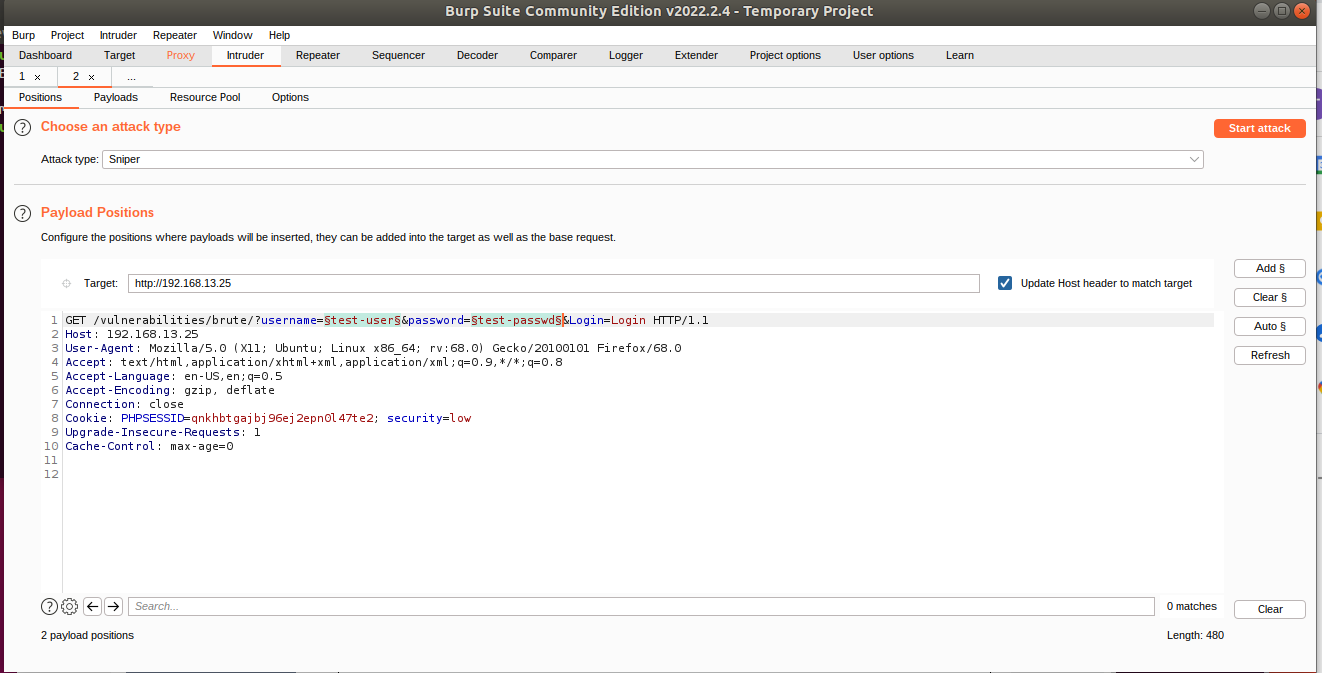 Burp Suite Community Edition v2022.2.4 - Temporary Project
Burp Project Intruder Repeater Window Help
Dashboard Target Proxy Intruder Repeater Sequencer Decoder Comparer Logger Extender Project options User options Learn
1 × 2 × ...
Positions Payloads Resource Pool Options
? Choose an attack type
Start attack
Attack type: Sniper
? Payload Positions
Configure the positions where payloads will be inserted, they can be added into the target as well as the base request.
Target: http://192.168.13.25
Update Host header to match target
Add §
Clear §
Auto §
Refresh
1 GET /vulnerabilities/brute/?username=§test-user§&password=§test-passwd§&Login=Login HTTP/1.1
2 Host: 192.168.13.25
3 User-Agent: Mozilla/5.0 (X11; Ubuntu; Linux x86_64; rv:68.0) Gecko/20100101 Firefox/68.0
4 Accept: text/html,application/xhtml+xml,application/xml;q=0.9,*/*;q=0.8
5 Accept-Language: en-US,en;q=0.5
6 Accept-Encoding: gzip, deflate
7 Connection: close
8 Cookie: PHPSESSID=qnkhbtgajbj96ej2epn0l47te2; security=low
9 Upgrade-Insecure-Requests: 1
10 Cache-Control: max-age=0
11
12
? Search... 0 matches Clear
2 payload positions Length: 480